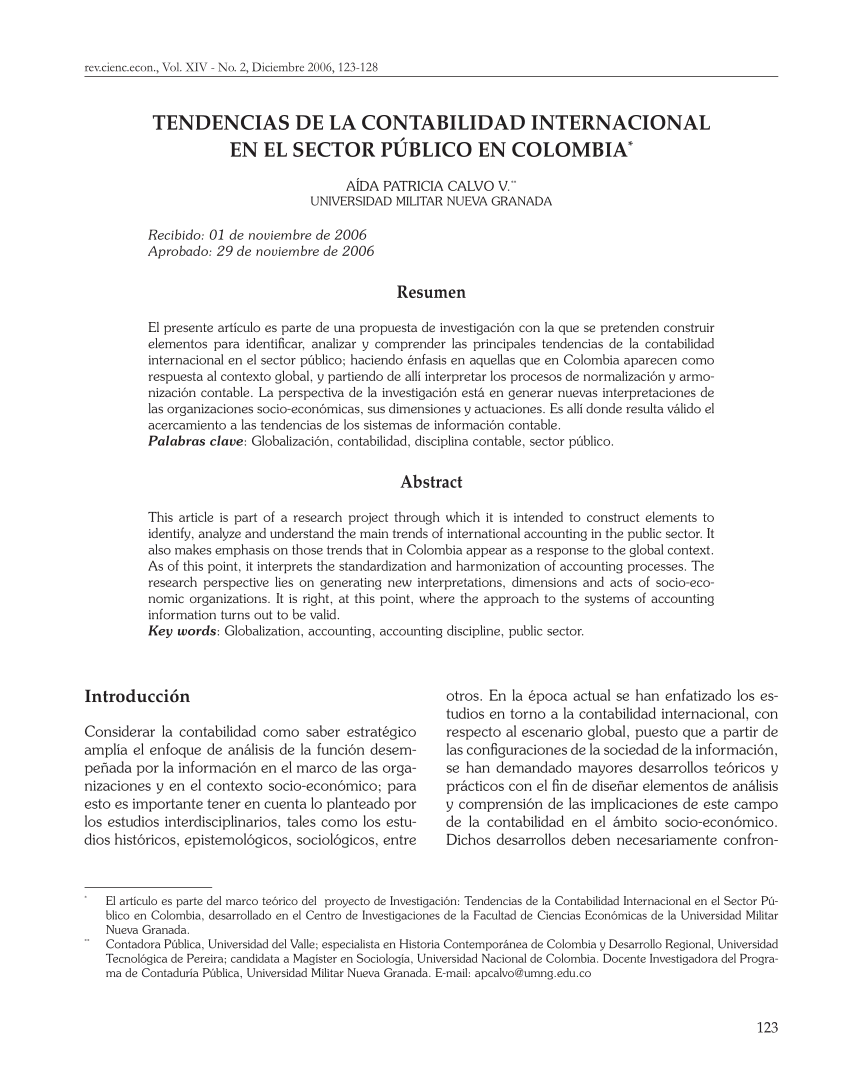 rev.cienc.econ., Vol. XIV - No. 2, Diciembre 2006, 123-128
TENDENCIAS DE LA CONTABILIDAD INTERNACIONAL
EN EL SECTOR PÚBLICO EN COLOMBIA*
AÍDA PATRICIA CALVO V.**
UNIVERSIDAD MILITAR NUEVA GRANADA
Recibido: 01 de noviembre de 2006
Aprobado: 29 de noviembre de 2006
Resumen
El presente artículo es parte de una propuesta de investigación con la que se pretenden construir
elementos para identificar, analizar y comprender las principales tendencias de la contabilidad
internacional en el sector público; haciendo énfasis en aquellas que en Colombia aparecen como
respuesta al contexto global, y partiendo de allí interpretar los procesos de normalización y armo-
nización contable. La perspectiva de la investigación está en generar nuevas interpretaciones de
las organizaciones socio-económicas, sus dimensiones y actuaciones. Es allí donde resulta válido el
acercamiento a las tendencias de los sistemas de información contable.
Palabras clave: Globalización, contabilidad, disciplina contable, sector público.
Abstract
This article is part of a research project through which it is intended to construct elements to
identify, analyze and understand the main trends of international accounting in the public sector. It
also makes emphasis on those trends that in Colombia appear as a response to the global context.
As of this point, it interprets the standardization and harmonization of accounting processes. The
research perspective lies on generating new interpretations, dimensions and acts of socio-eco-
nomic organizations. It is right, at this point, where the approach to the systems of accounting
information turns out to be valid.
Key words: Globalization, accounting, accounting discipline, public sector.
Introducción
Considerar la contabilidad como saber estratégico
amplía el enfoque de análisis de la función desem-
peñada por la información en el marco de las orga-
nizaciones y en el contexto socio-económico; para
esto es importante tener en cuenta lo planteado por
los estudios interdisciplinarios, tales como los estu-
dios históricos, epistemológicos, sociológicos, entre
otros. En la época actual se han enfatizado los es-
tudios en torno a la contabilidad internacional, con
respecto al escenario global, puesto que a partir de
las configuraciones de la sociedad de la información,
se han demandado mayores desarrollos teóricos y
prácticos con el fin de diseñar elementos de análisis
y comprensión de las implicaciones de este campo
de la contabilidad en el ámbito socio-económico.
Dichos desarrollos deben necesariamente confron-
* El artículo es parte del marco teórico del proyecto de Investigación: Tendencias de la Contabilidad Internacional en el Sector Pú-
blico en Colombia, desarrollado en el Centro de Investigaciones de la Facultad de Ciencias Económicas de la Universidad Militar
Nueva Granada.
** Contadora Pública, Universidad del Valle; especialista en Historia Contemporánea de Colombia y Desarrollo Regional, Universidad
Tecnológica de Pereira; candidata a Magíster en Sociología, Universidad Nacional de Colombia. Docente Investigadora del Progra-
ma de Contaduría Pública, Universidad Militar Nueva Granada. E-mail: apcalvo@umng.edu.co
123